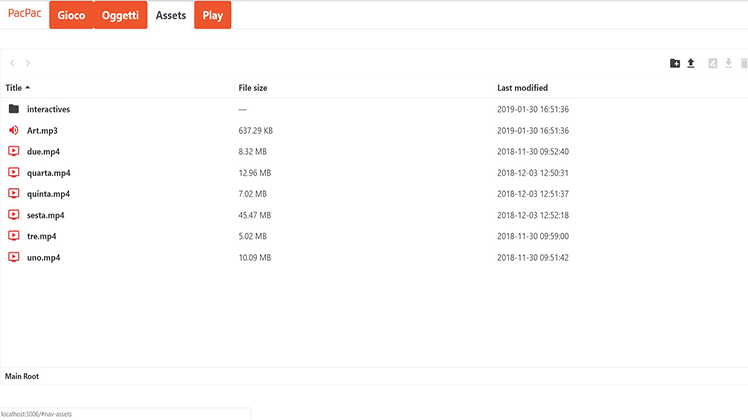 PacPac Gioco Oggetti Assets Play
Title File size Last modified
interactives — 2019-01-30 16:51:36
Art.mp3 637.29 KB 2019-01-30 16:51:36
due.mp4 8.32 MB 2018-11-30 09:52:40
quarta.mp4 12.96 MB 2018-12-03 12:50:31
quinta.mp4 7.02 MB 2018-12-03 12:51:37
sesta.mp4 45.47 MB 2018-12-03 12:52:18
tre.mp4 5.02 MB 2018-11-30 09:59:00
uno.mp4 10.09 MB 2018-11-30 09:51:42
Main Root
localhost:3006/#nav-assets